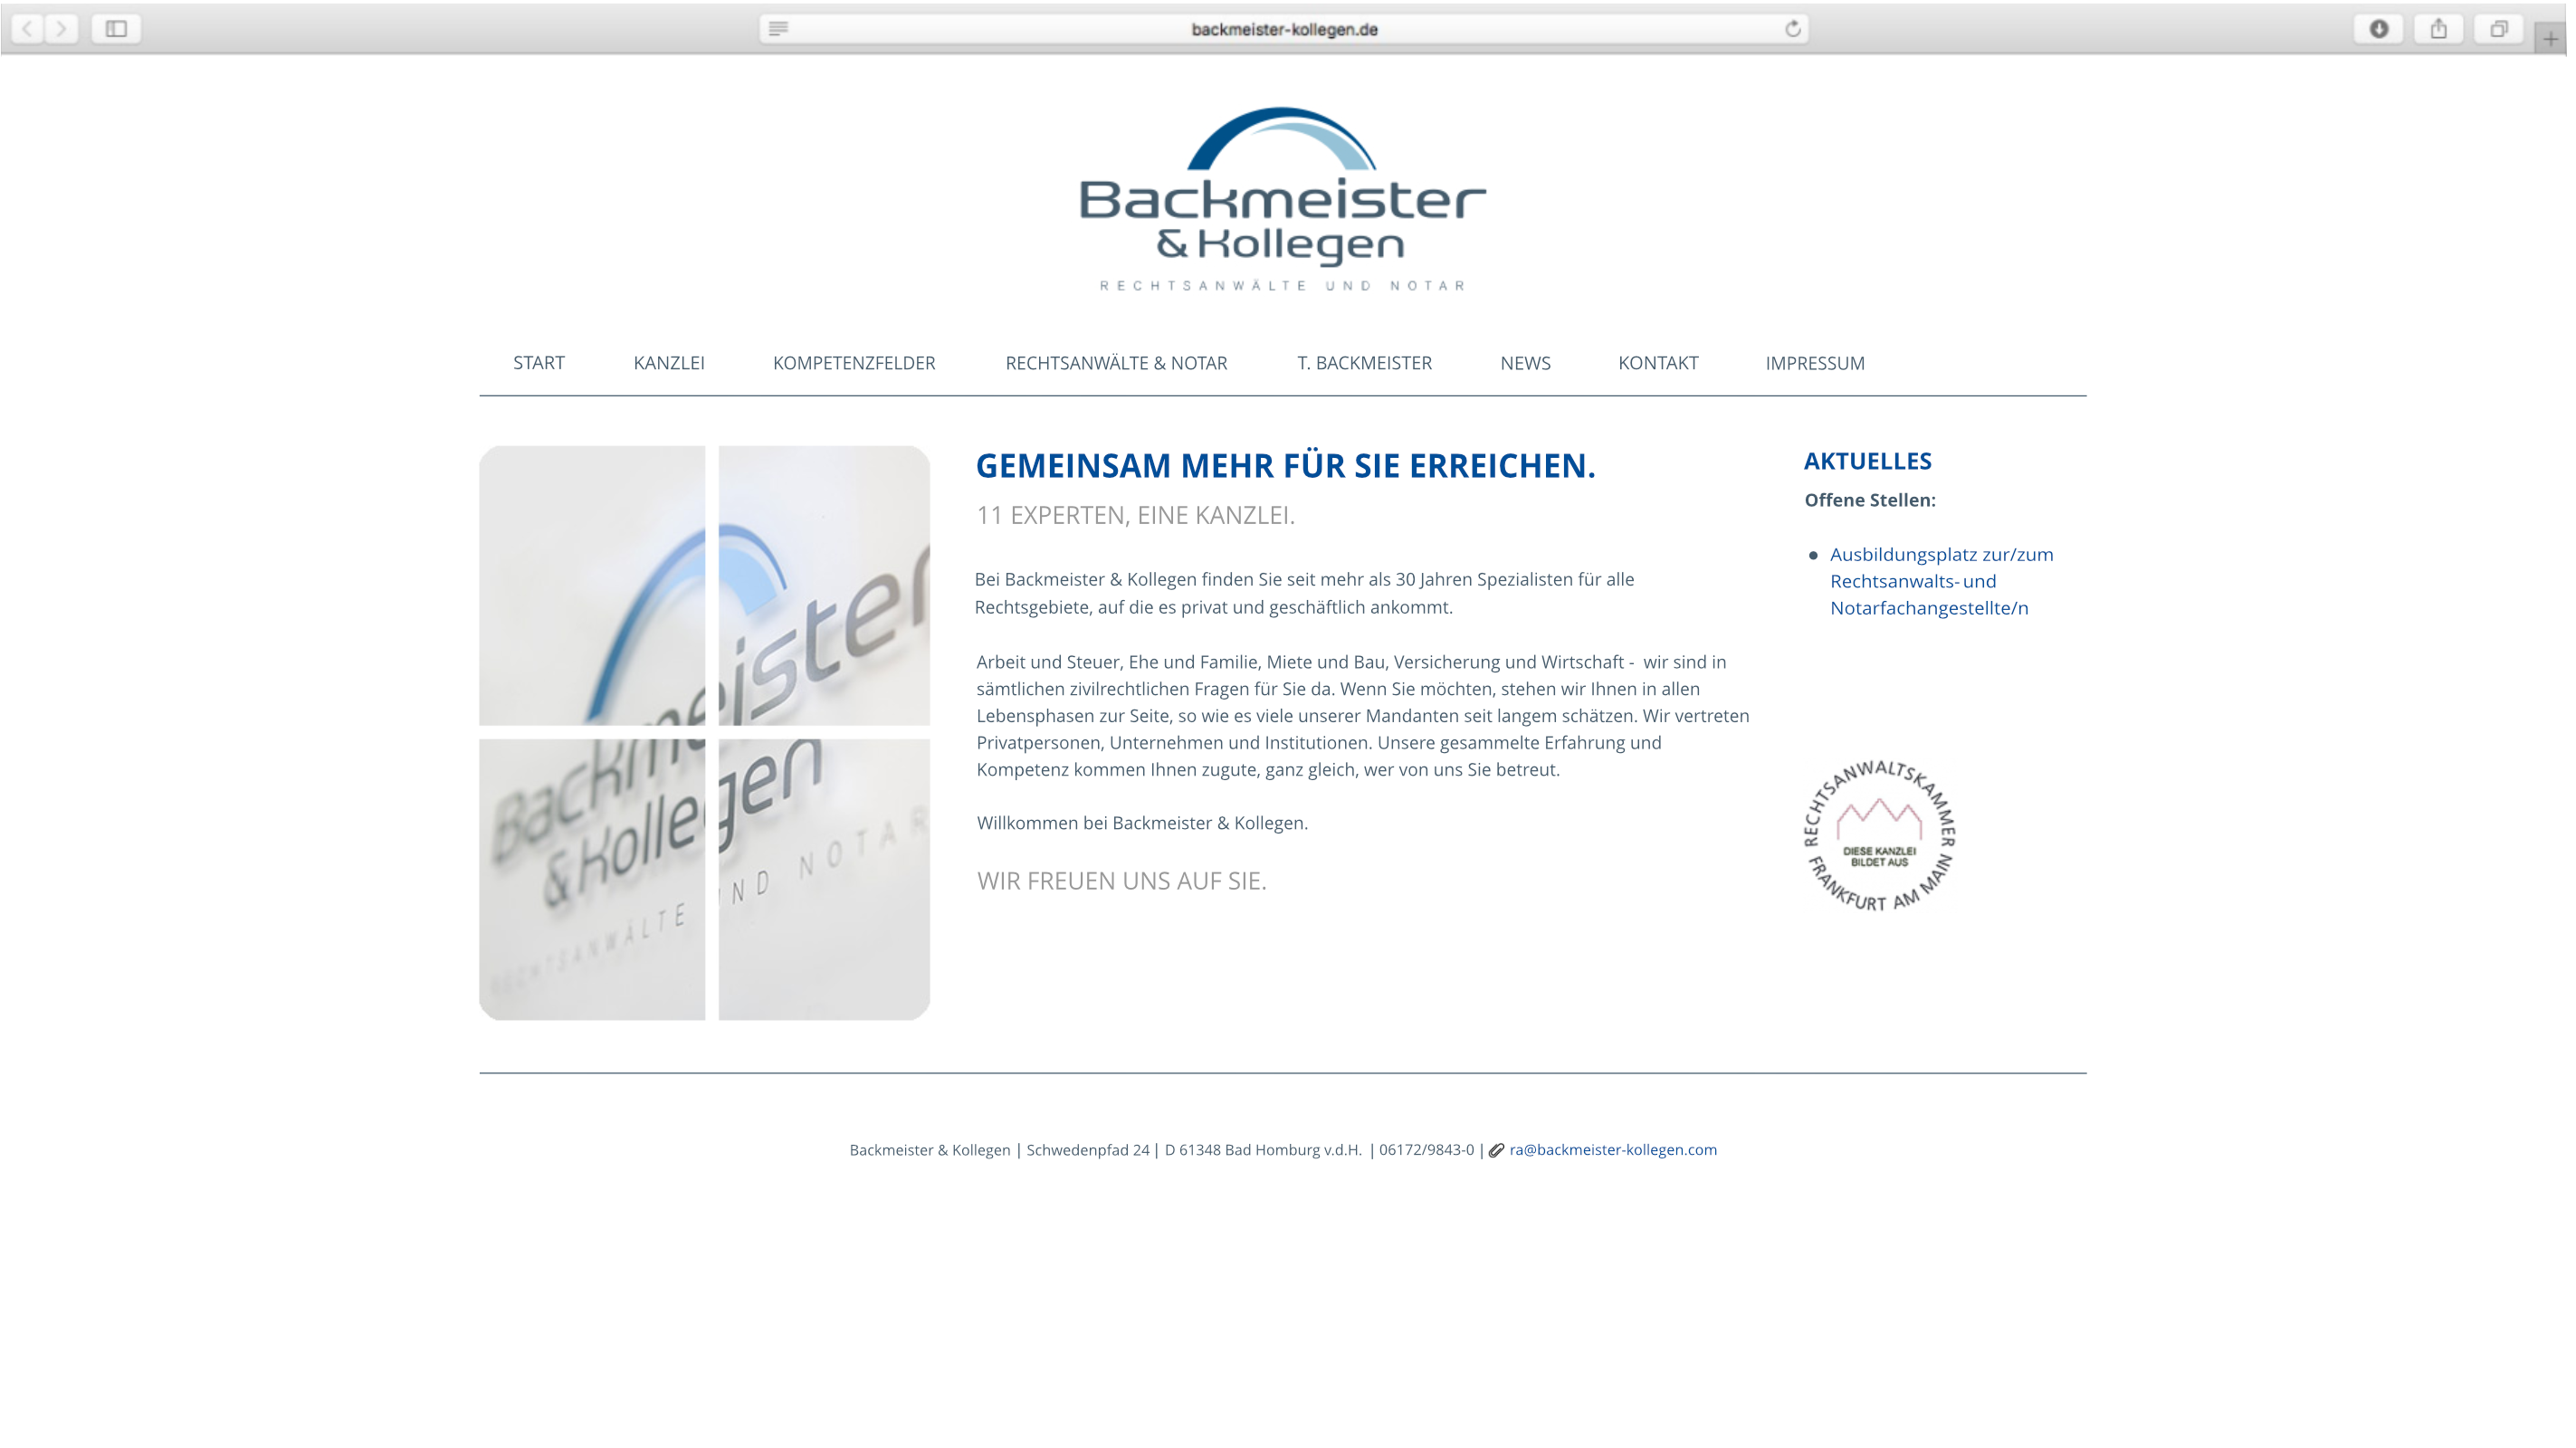 backmeister-kollegen.de
Backmeister
& Kollegen
RECHTSANWÄLTE UND NOTAR
START KANZLEI KOMPETENZFELDER RECHTSANWÄLTE & NOTAR T. BACKMEISTER NEWS KONTAKT IMPRESSUM
Backmeister
& Kollegen
RECHTSANWÄLTE UND NOTAR
GEMEINSAM MEHR FÜR SIE ERREICHEN.
11 EXPERTEN, EINE KANZLEI.
Bei Backmeister & Kollegen finden Sie seit mehr als 30 Jahren Spezialisten für alle
Rechtsgebiete, auf die es privat und geschäftlich ankommt.
Arbeit und Steuer, Ehe und Familie, Miete und Bau, Versicherung und Wirtschaft - wir sind in
sämtlichen zivilrechtlichen Fragen für Sie da. Wenn Sie möchten, stehen wir Ihnen in allen
Lebensphasen zur Seite, so wie es viele unserer Mandanten seit langem schätzen. Wir vertreten
Privatpersonen, Unternehmen und Institutionen. Unsere gesammelte Erfahrung und
Kompetenz kommen Ihnen zugute, ganz gleich, wer von uns Sie betreut.
Willkommen bei Backmeister & Kollegen.
WIR FREUEN UNS AUF SIE.
AKTUELLES
Offene Stellen:
● Ausbildungsplatz zur/zum
Rechtsanwalts- und
Notarfachangestellte/n
RECHTSANWALTSKAMMER
DIESE KANZLEI
BILDET AUS
FRANKFURT AM MAIN
Backmeister & Kollegen | Schwedenpfad 24 | D 61348 Bad Homburg v.d.H. | 06172/9843-0 | ra@backmeister-kollegen.com